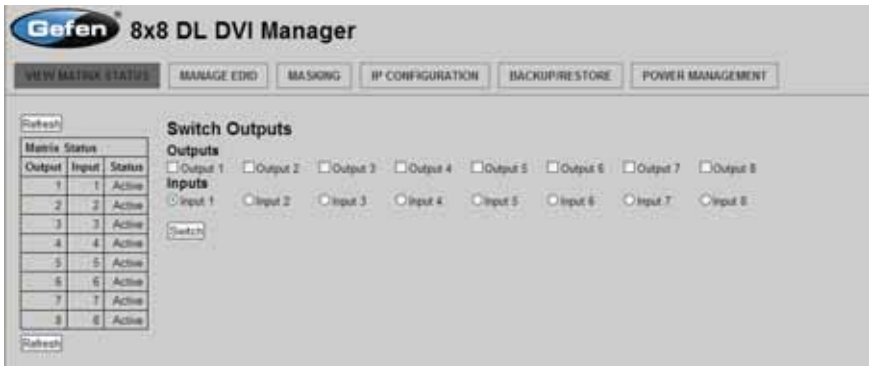 Gefen 8x8 DL DVI Manager
VIEW MATRIX STATUS MANAGE EDID MASKING IP CONFIGURATION BACKUP/RESTORE POWER MANAGEMENT
Refresh
Switch Outputs
Matrix Status
Outputs
Output Input Status
Output 1 Output 2 Output 3 Output 4 Output 5 Output 6 Output 7 Output 8
1 1 Active
Inputs
2 2 Active
Input 1 Input 2 Input 3 Input 4 Input 5 Input 6 Input 7 Input 8
3 3 Active
Switch
4 4 Active
5 5 Active
6 6 Active
7 7 Active
8 Active
Refresh